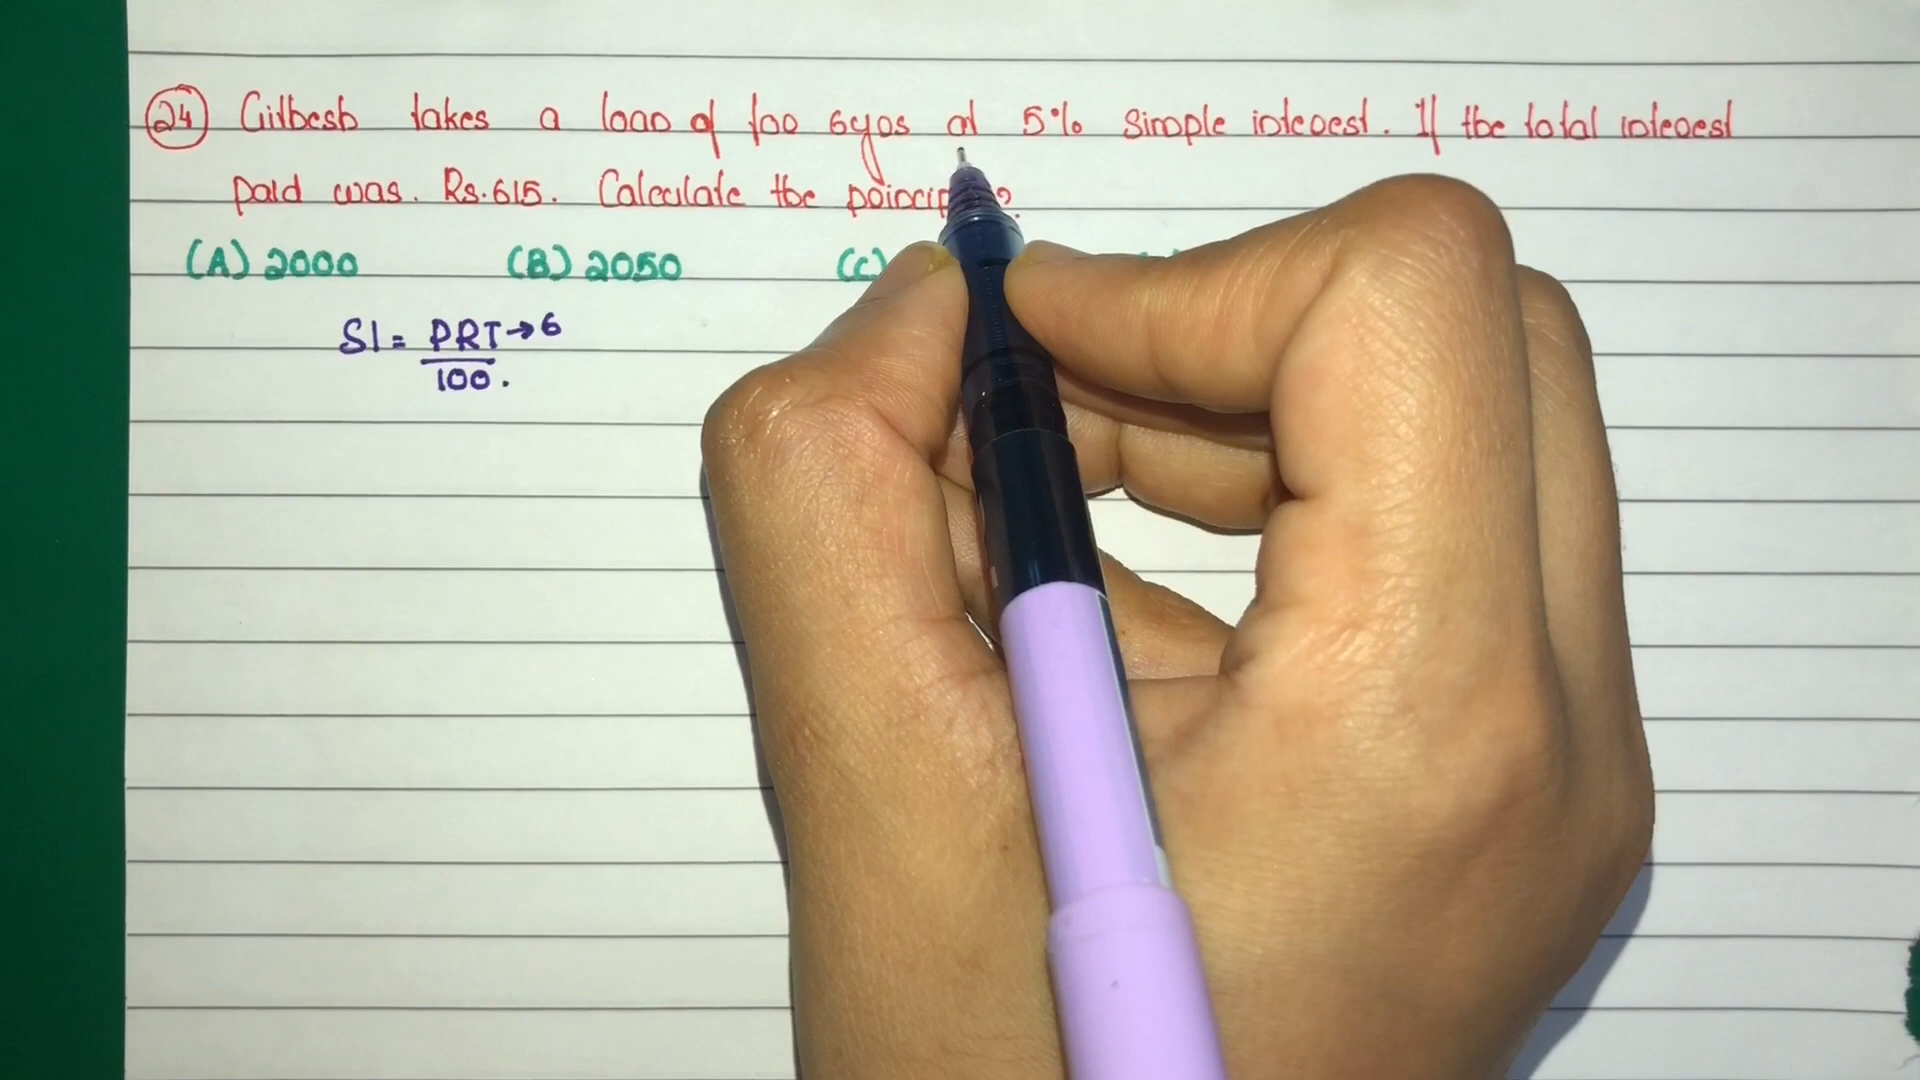 24 Githesh takes a loan of for 6yrs at 5% simple interest. If the total interest
paid was. Rs.615. Calculate the
(A) 2000 (B) 2050 (C)
SI = PRT→6
100.